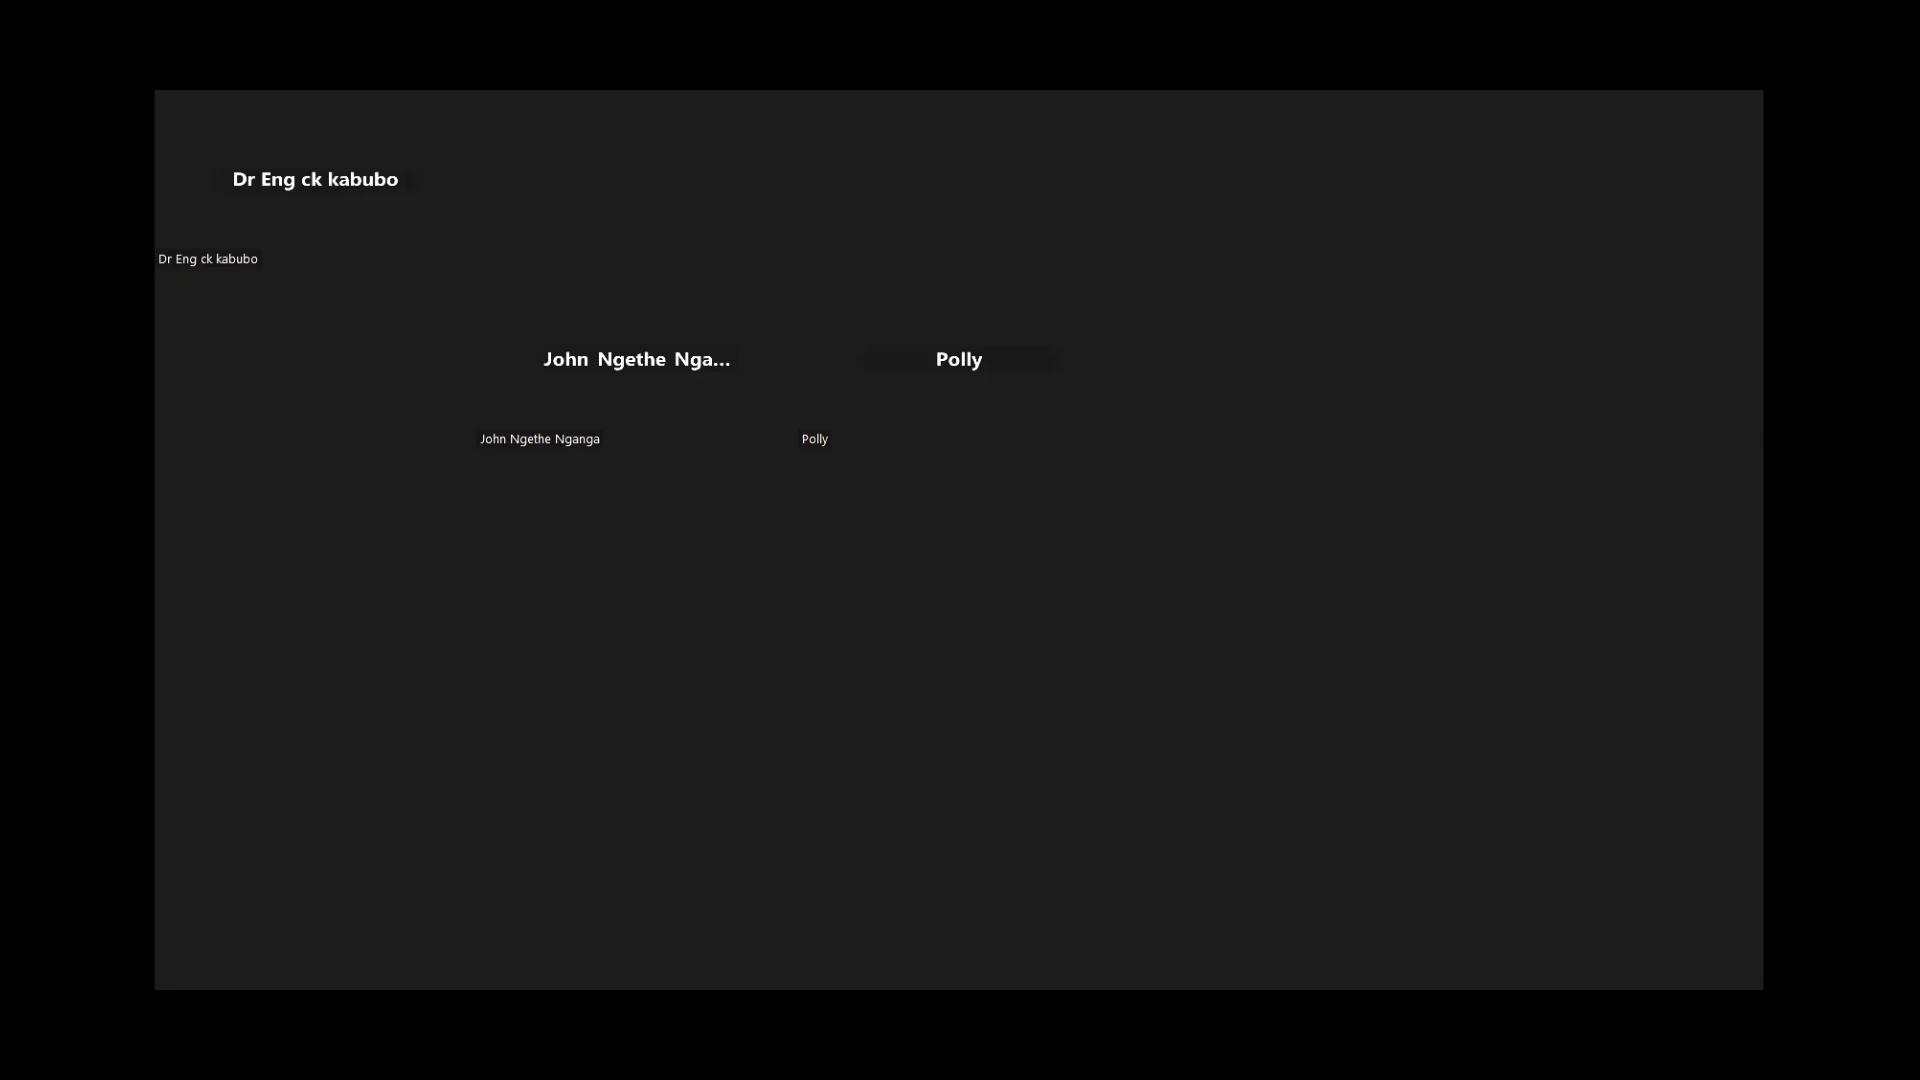 Dr Eng ck kabubo
Dr Eng ck kabubo
John Ngethe Nga...
Polly
John Ngethe Nganga
Polly